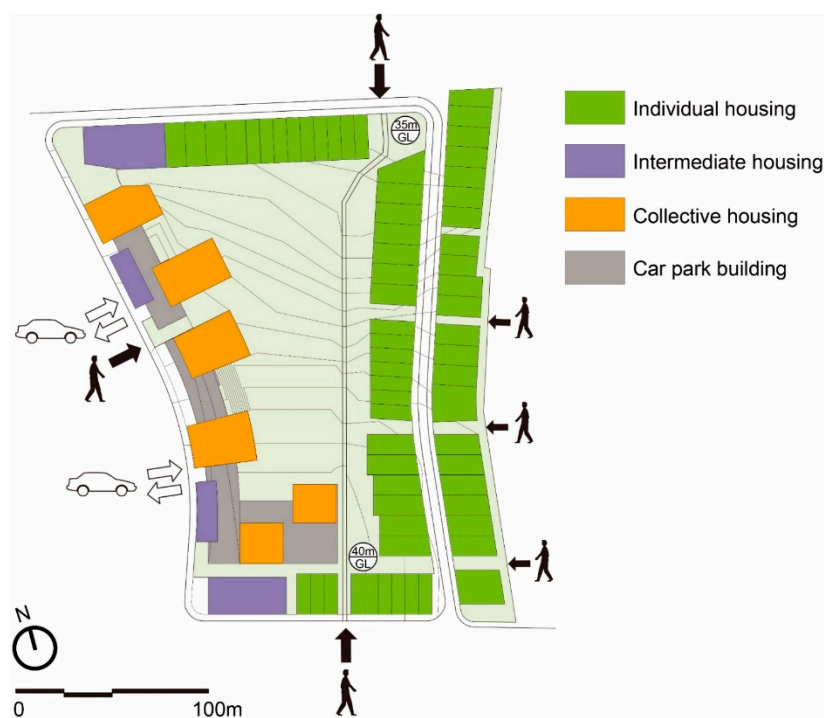 35m
GL
Individual housing
Intermediate housing
Collective housing
Car park building
40m
GL
N
0 100m